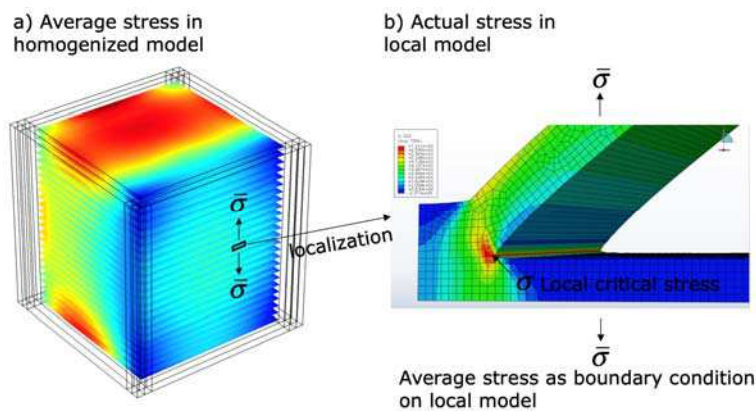 a) Average stress in
homogenized model
b) Actual stress in
local model
σ̄
σ̄
localization
σ̄
σ Local critical stress
σ̄
Average stress as boundary condition
on local model